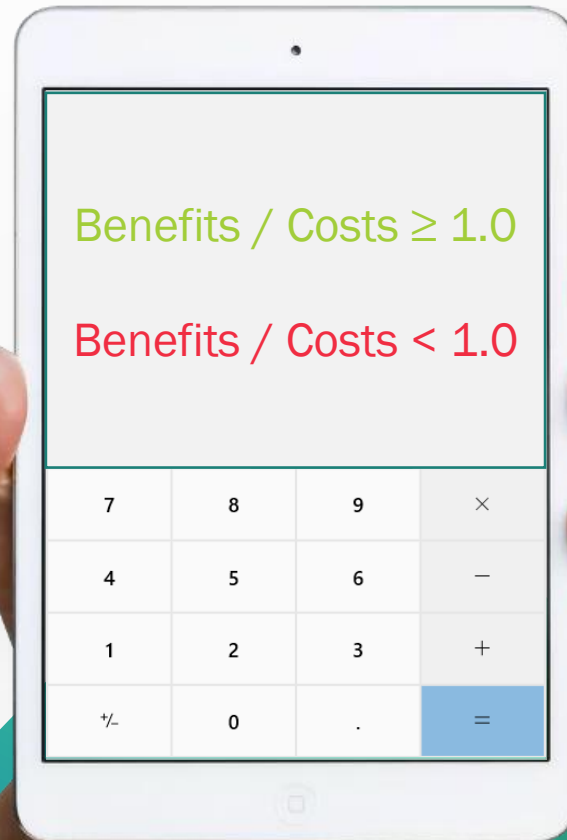 Benefits / Costs ≥ 1.0
Benefits / Costs < 1.0
7 8 9 ×
4 5 6 −
1 2 3 +
+/− 0 . =